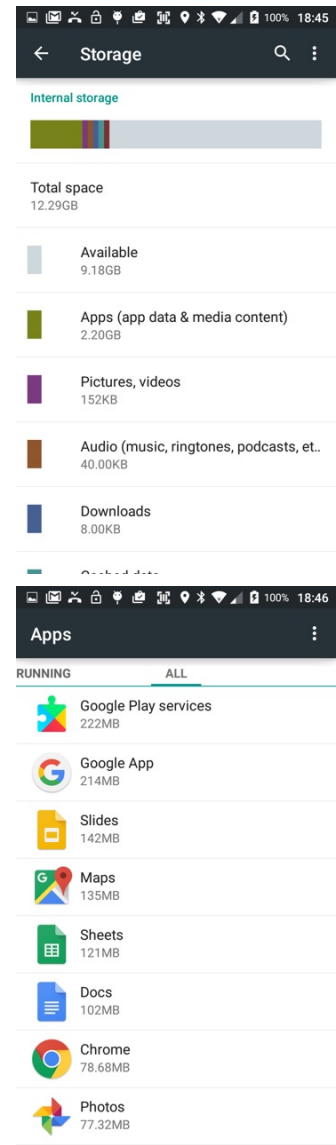 100% 18:45
Storage
Internal storage
Total space
12.29GB
Available
9.18GB
Apps (app data & media content)
2.20GB
Pictures, videos
152KB
Audio (music, ringtones, podcasts, et..
40.00KB
Downloads
8.00KB
Cached data
100% 18:46
Apps
RUNNING ALL
Google Play services
222MB
Google App
214MB
Slides
142MB
Maps
135MB
Sheets
121MB
Docs
102MB
Chrome
78.68MB
Photos
77.32MB